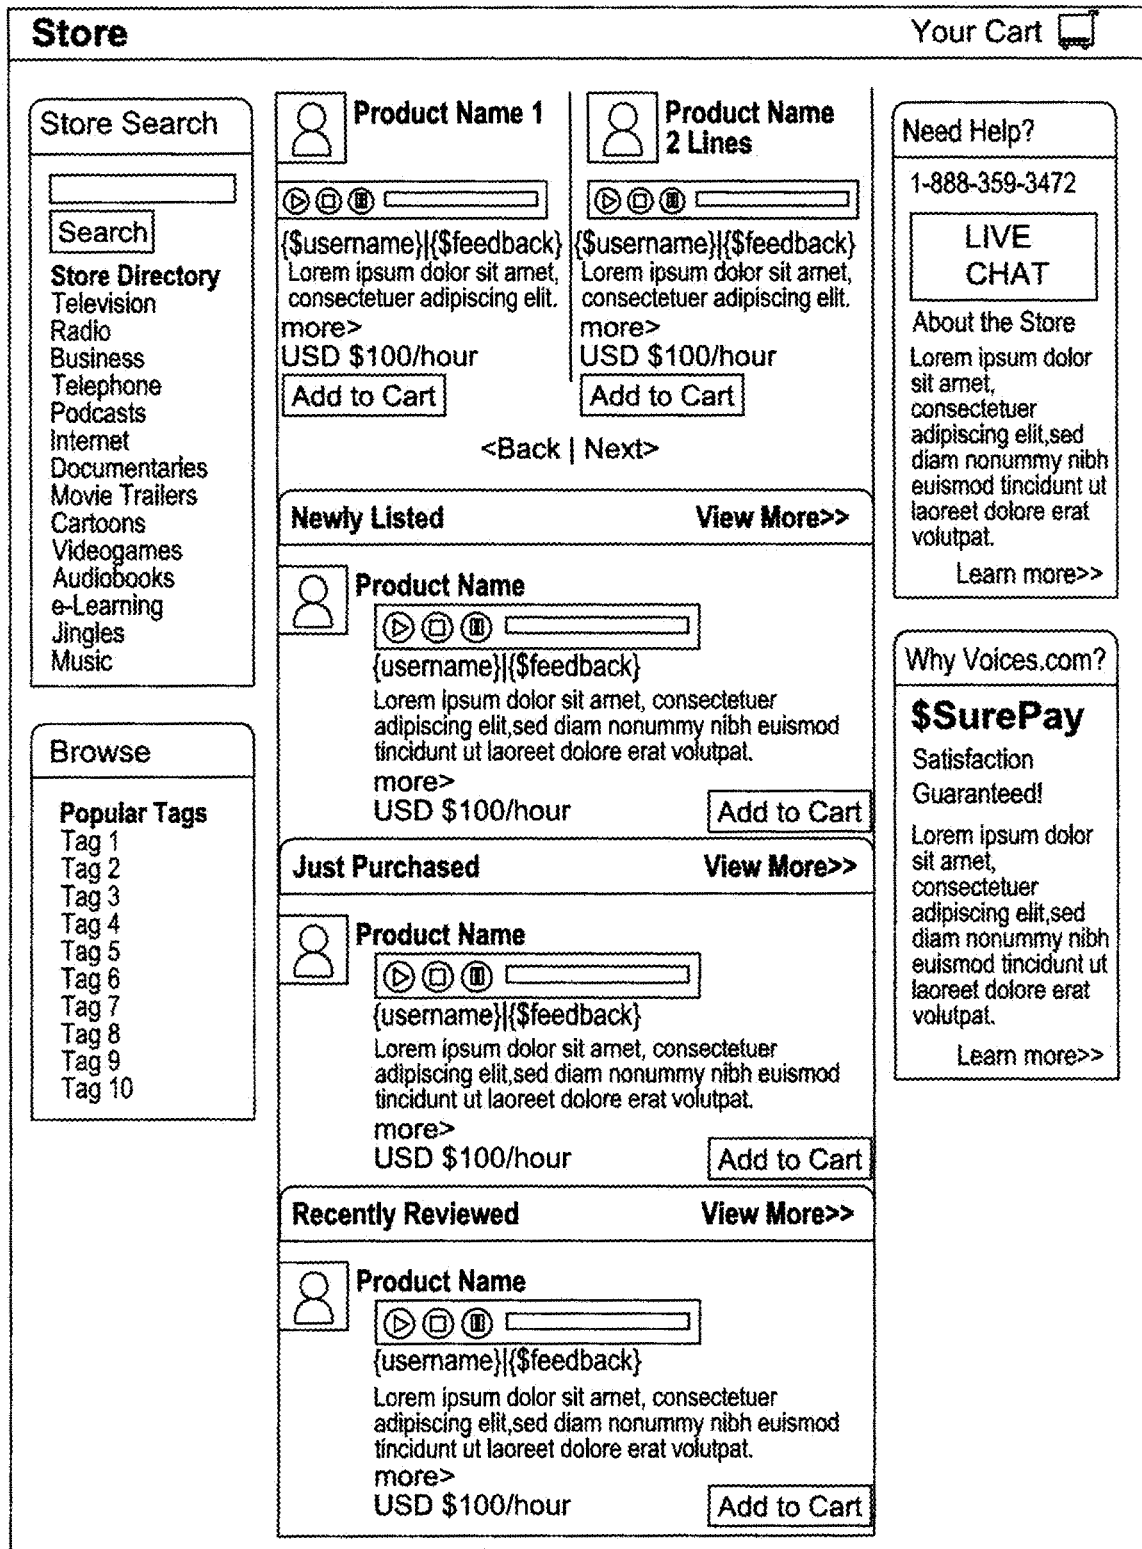 Store
Your Cart
Store Search
Search
Store Directory
Television
Radio
Business
Telephone
Podcasts
Internet
Documentaries
Movie Trailers
Cartoons
Videogames
Audiobooks
e-Learning
Jingles
Music
Browse
Popular Tags
Tag 1
Tag 2
Tag 3
Tag 4
Tag 5
Tag 6
Tag 7
Tag 8
Tag 9
Tag 10
Product Name 1
{$username}|{$feedback}
Lorem ipsum dolor sit amet,
consectetuer adipiscing elit.
more>
USD $100/hour
Add to Cart
Product Name
2 Lines
{$username}|{$feedback}
Lorem ipsum dolor sit amet,
consectetuer adipiscing elit.
more>
USD $100/hour
Add to Cart
<Back | Next>
Newly Listed View More>>
Product Name
{username}|{$feedback}
Lorem ipsum dolor sit amet, consectetuer
adipiscing elit,sed diam nonummy nibh euismod
tincidunt ut laoreet dolore erat volutpat.
more>
USD $100/hour
Add to Cart
Just Purchased View More>>
Product Name
{username}|{$feedback}
Lorem ipsum dolor sit amet, consectetuer
adipiscing elit,sed diam nonummy nibh euismod
tincidunt ut laoreet dolore erat volutpat.
more>
USD $100/hour
Add to Cart
Recently Reviewed View More>>
Product Name
{username}|{$feedback}
Lorem ipsum dolor sit amet, consectetuer
adipiscing elit,sed diam nonummy nibh euismod
tincidunt ut laoreet dolore erat volutpat.
more>
USD $100/hour
Add to Cart
Need Help?
1-888-359-3472
LIVE
CHAT
About the Store
Lorem ipsum dolor
sit amet,
consectetuer
adipiscing elit,sed
diam nonummy nibh
euismod tincidunt ut
laoreet dolore erat
volutpat.
Learn more>>
Why Voices.com?
$SurePay
Satisfaction
Guaranteed!
Lorem ipsum dolor
sit amet,
consectetuer
adipiscing elit,sed
diam nonummy nibh
euismod tincidunt ut
laoreet dolore erat
volutpat.
Learn more>>